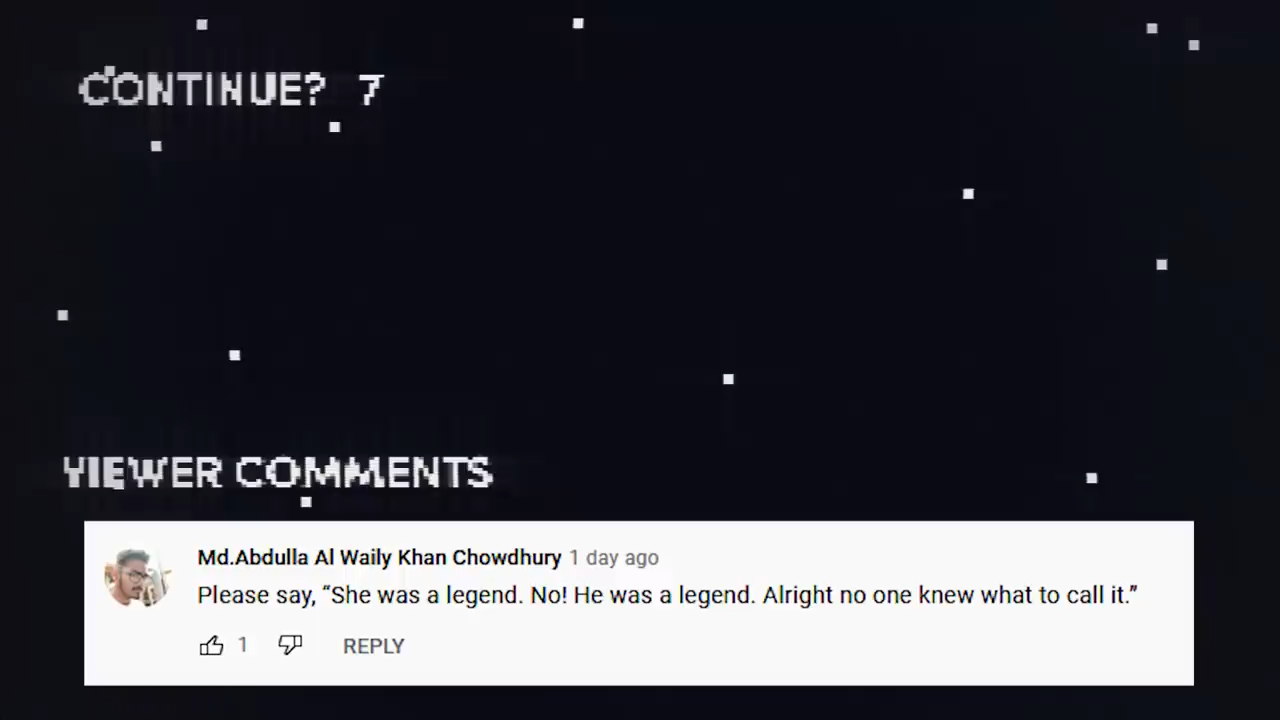 CONTINUE? 7
VIEWER COMMENTS
Md.Abdulla Al Waily Khan Chowdhury 1 day ago
Please say, “She was a legend. No! He was a legend. Alright no one knew what to call it.”
1 REPLY